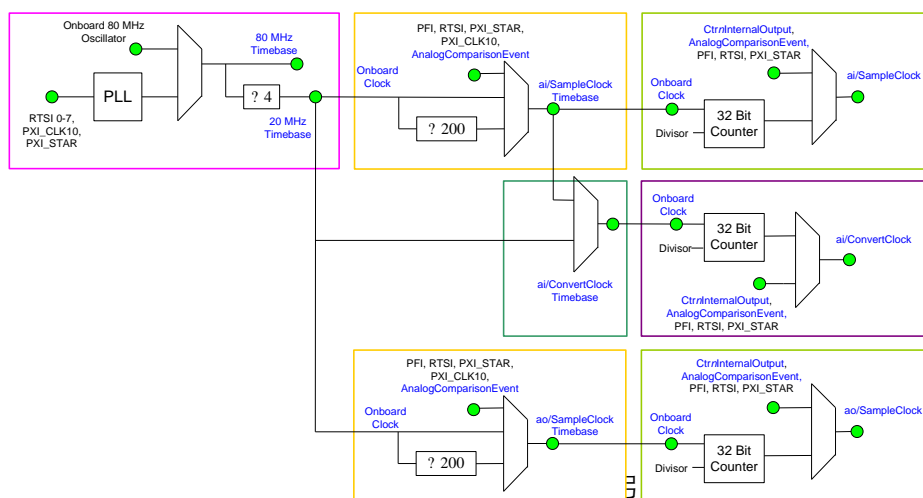 Onboard 80 MHz
Oscillator
80 MHz
Timebase
PLL
? 4
RTSI 0-7,
PXI_CLK10,
PXI_STAR
20 MHz
Timebase
PFI, RTSI, PXI_STAR,
PXI_CLK10,
AnalogComparisonEvent
Onboard
Clock
? 200
ai/SampleClock
Timebase
CtrnInternalOutput,
AnalogComparisonEvent,
PFI, RTSI, PXI_STAR
Onboard
Clock
Divisor
32 Bit
Counter
ai/SampleClock
ai/ConvertClock
Timebase
Onboard
Clock
Divisor
32 Bit
Counter
ai/ConvertClock
CtrnInternalOutput,
AnalogComparisonEvent,
PFI, RTSI, PXI_STAR
PFI, RTSI, PXI_STAR,
PXI_CLK10,
AnalogComparisonEvent
Onboard
Clock
? 200
ao/SampleClock
Timebase
CtrnInternalOutput,
AnalogComparisonEvent,
PFI, RTSI, PXI_STAR
Onboard
Clock
Divisor
32 Bit
Counter
ao/SampleClock